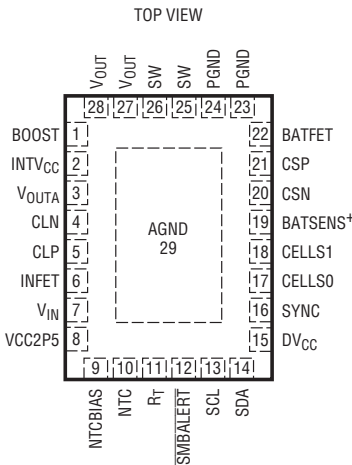 TOP VIEW
VOUT
VOUT
SW
SW
PGND
PGND
28 27 26 25 24 23
BOOST 1
INTVCC 2
VOUTA 3
CLN 4
CLP 5
INFET 6
VIN 7
VCC2P5 8
AGND
29
22 BATFET
21 CSP
20 CSN
19 BATSENS+
18 CELLS1
17 CELLS0
16 SYNC
15 DVCC
9 10 11 12 13 14
NTCBIAS
NTC
RT
SMBALERT
SCL
SDA